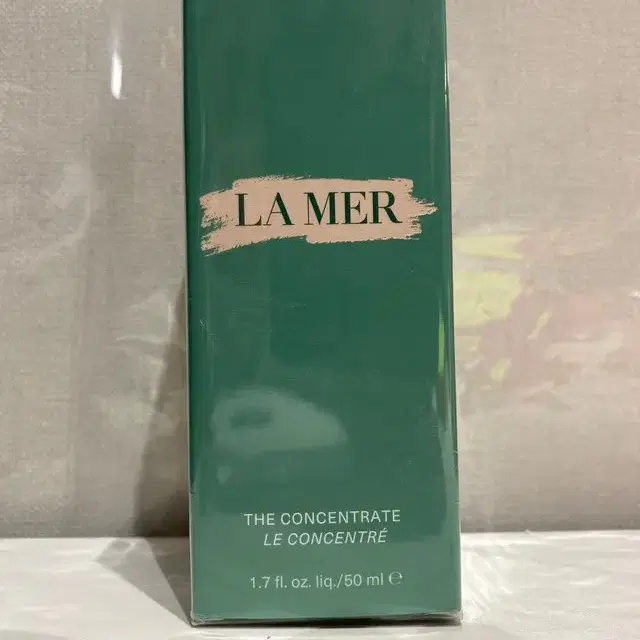 LA MER
THE CONCENTRATE
LE CONCENTRÉ
1.7 fl. oz. liq./50 ml ℮